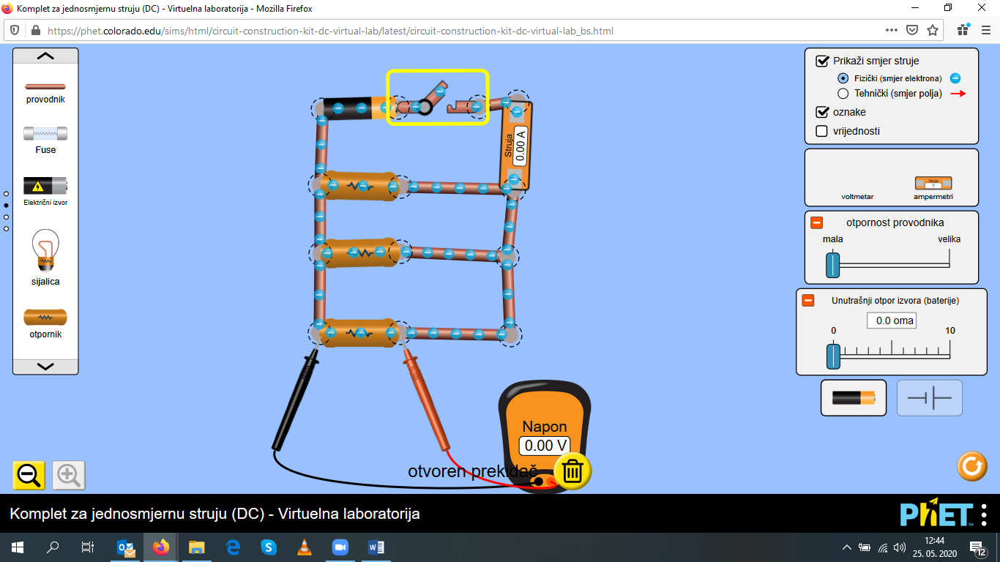 Komplet za jednosmjernu struju (DC) - Virtuelna laboratorija - Mozilla Firefox
https://phet.colorado.edu/sims/html/circuit-construction-kit-dc-virtual-lab/latest/circuit-construction-kit-dc-virtual-lab_bs.html
provodnik
Fuse
Električni izvor
sijalica
otpornik
Struja
0.00 A
Napon
0.00 V
otvoren prekidač
Prikaži smjer struje
Fizički (smjer elektrona)
Tehnički (smjer polja)
oznake
vrijednosti
Struja
?
voltmetar
ampermetri
otpornost provodnika
mala
velika
Unutrašnji otpor izvora (baterije)
0.0 oma
0
10
Komplet za jednosmjernu struju (DC) - Virtuelna laboratorija
PhET
12:44
25. 05. 2020
12